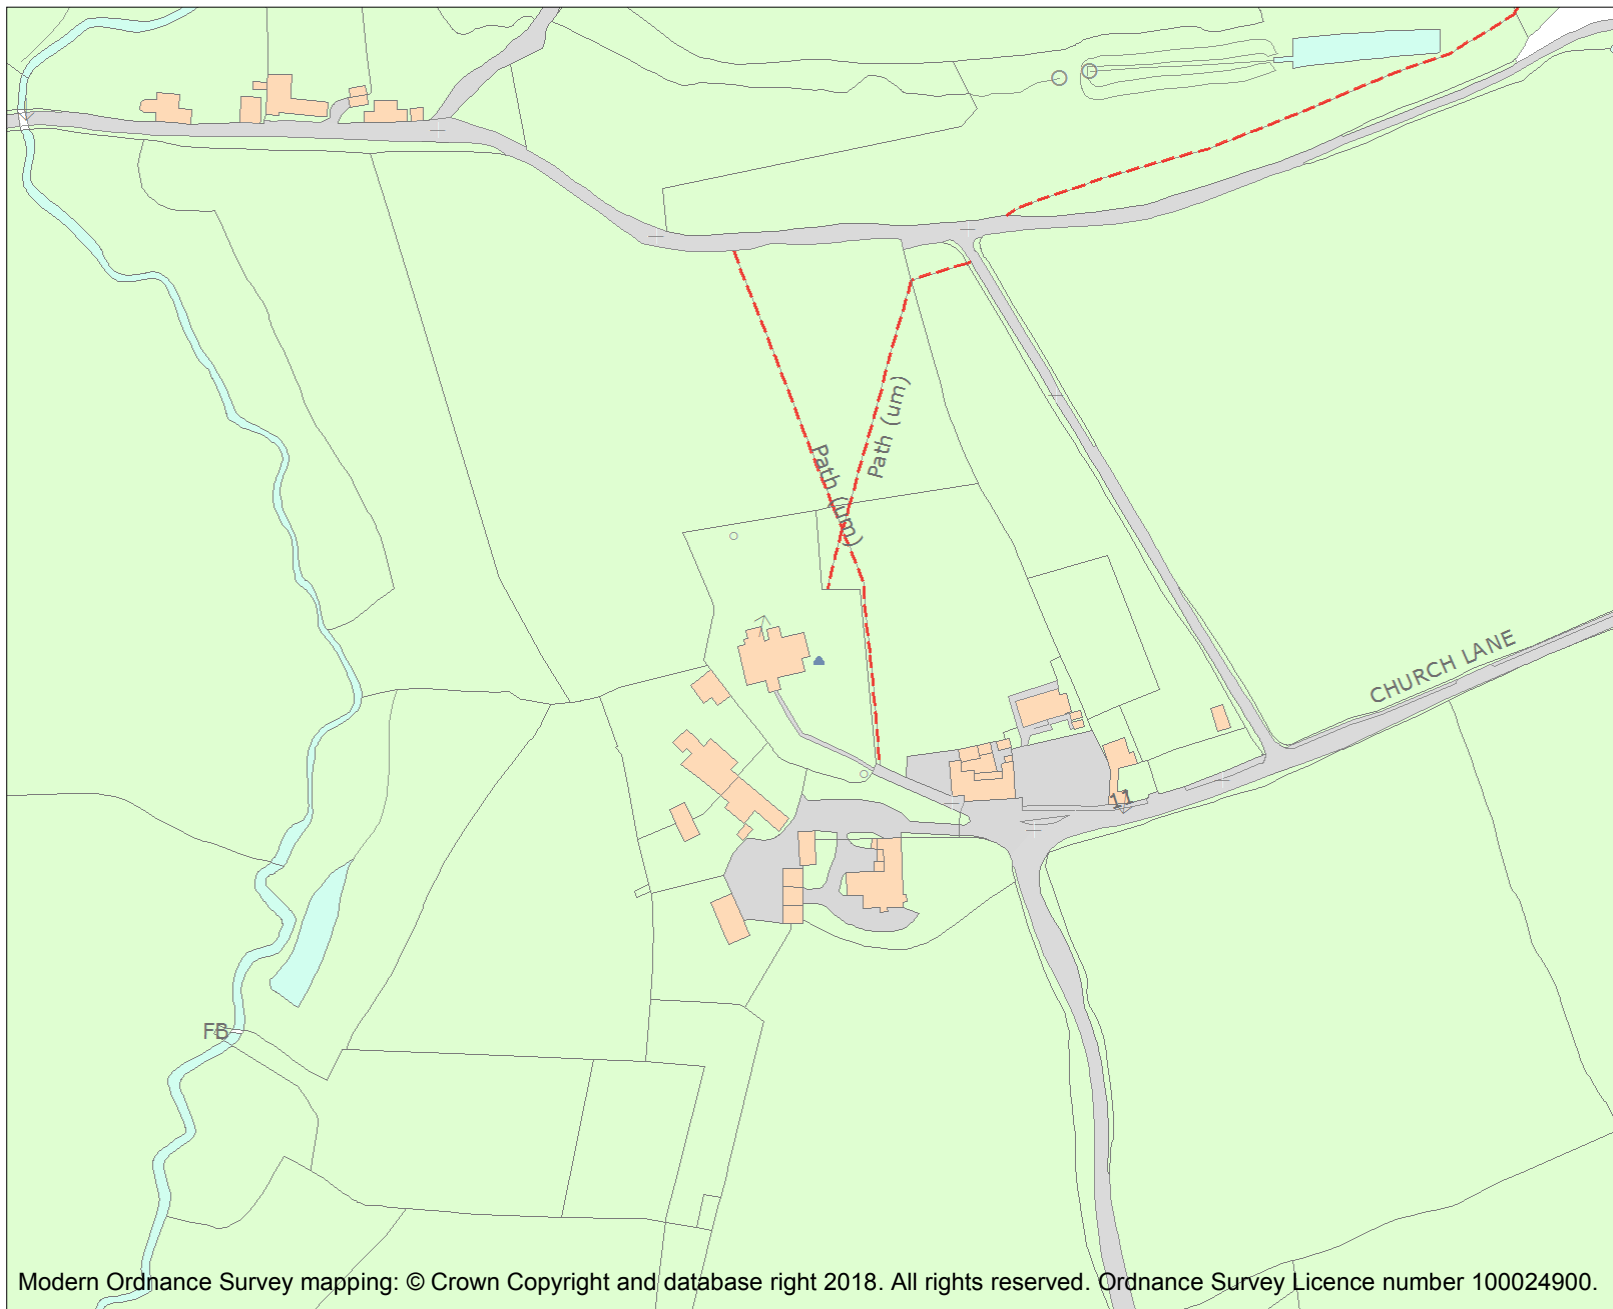 Path (um)
Path (um)
CHURCH LANE
11
FB
Modern Ordnance Survey mapping: © Crown Copyright and database right 2018. All rights reserved. Ordnance Survey Licence number 100024900.